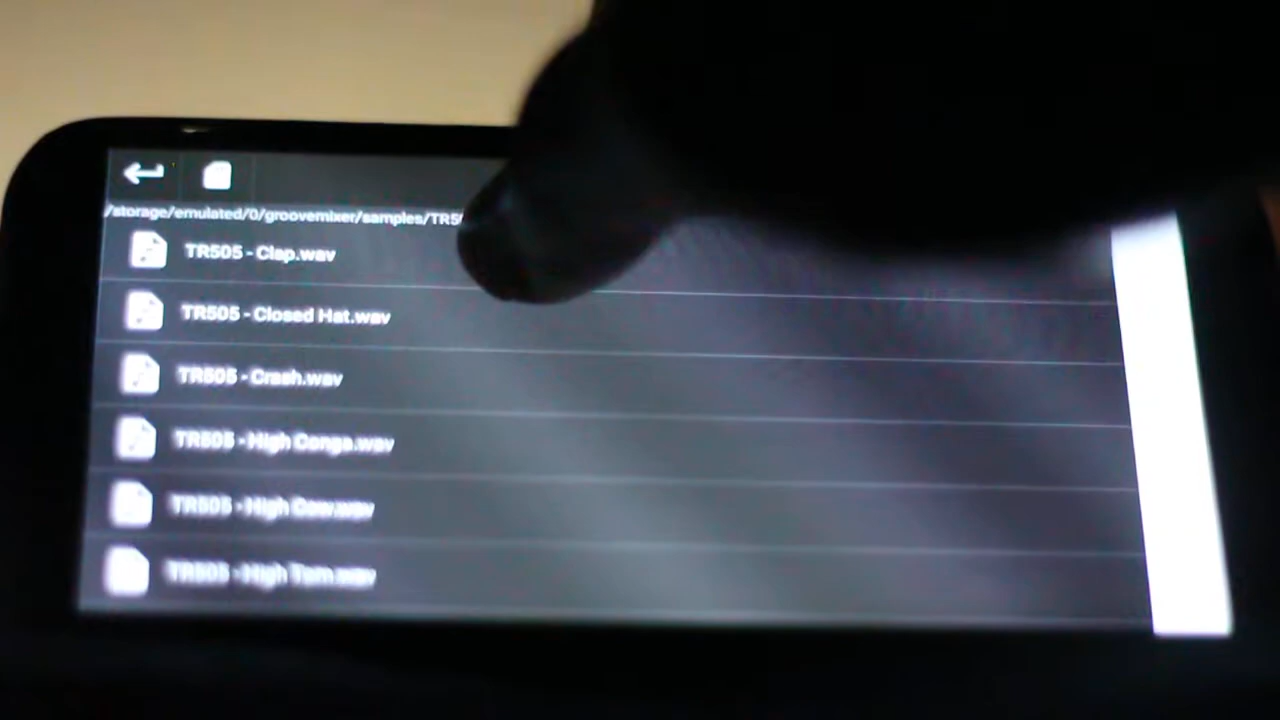 /storage/emulated/0/groovemixer/samples/TR5
TR505 - Clap.wav
TR505 - Closed Hat.wav
TR505 - Crash.wav
TR505 - High Conga.wav
TR505 - High Cow.wav
TR505 - High Tom.wav